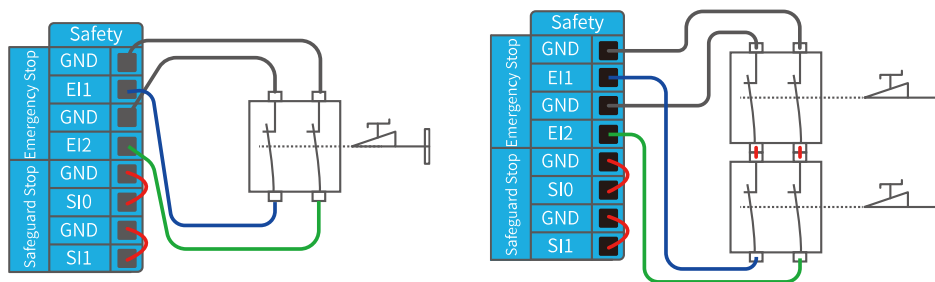 Safety
Emergency Stop
GND
EI1
GND
EI2
Safeguard Stop
GND
SI0
GND
SI1
Safety
Emergency Stop
GND
EI1
GND
EI2
Safeguard Stop
GND
SI0
GND
SI1